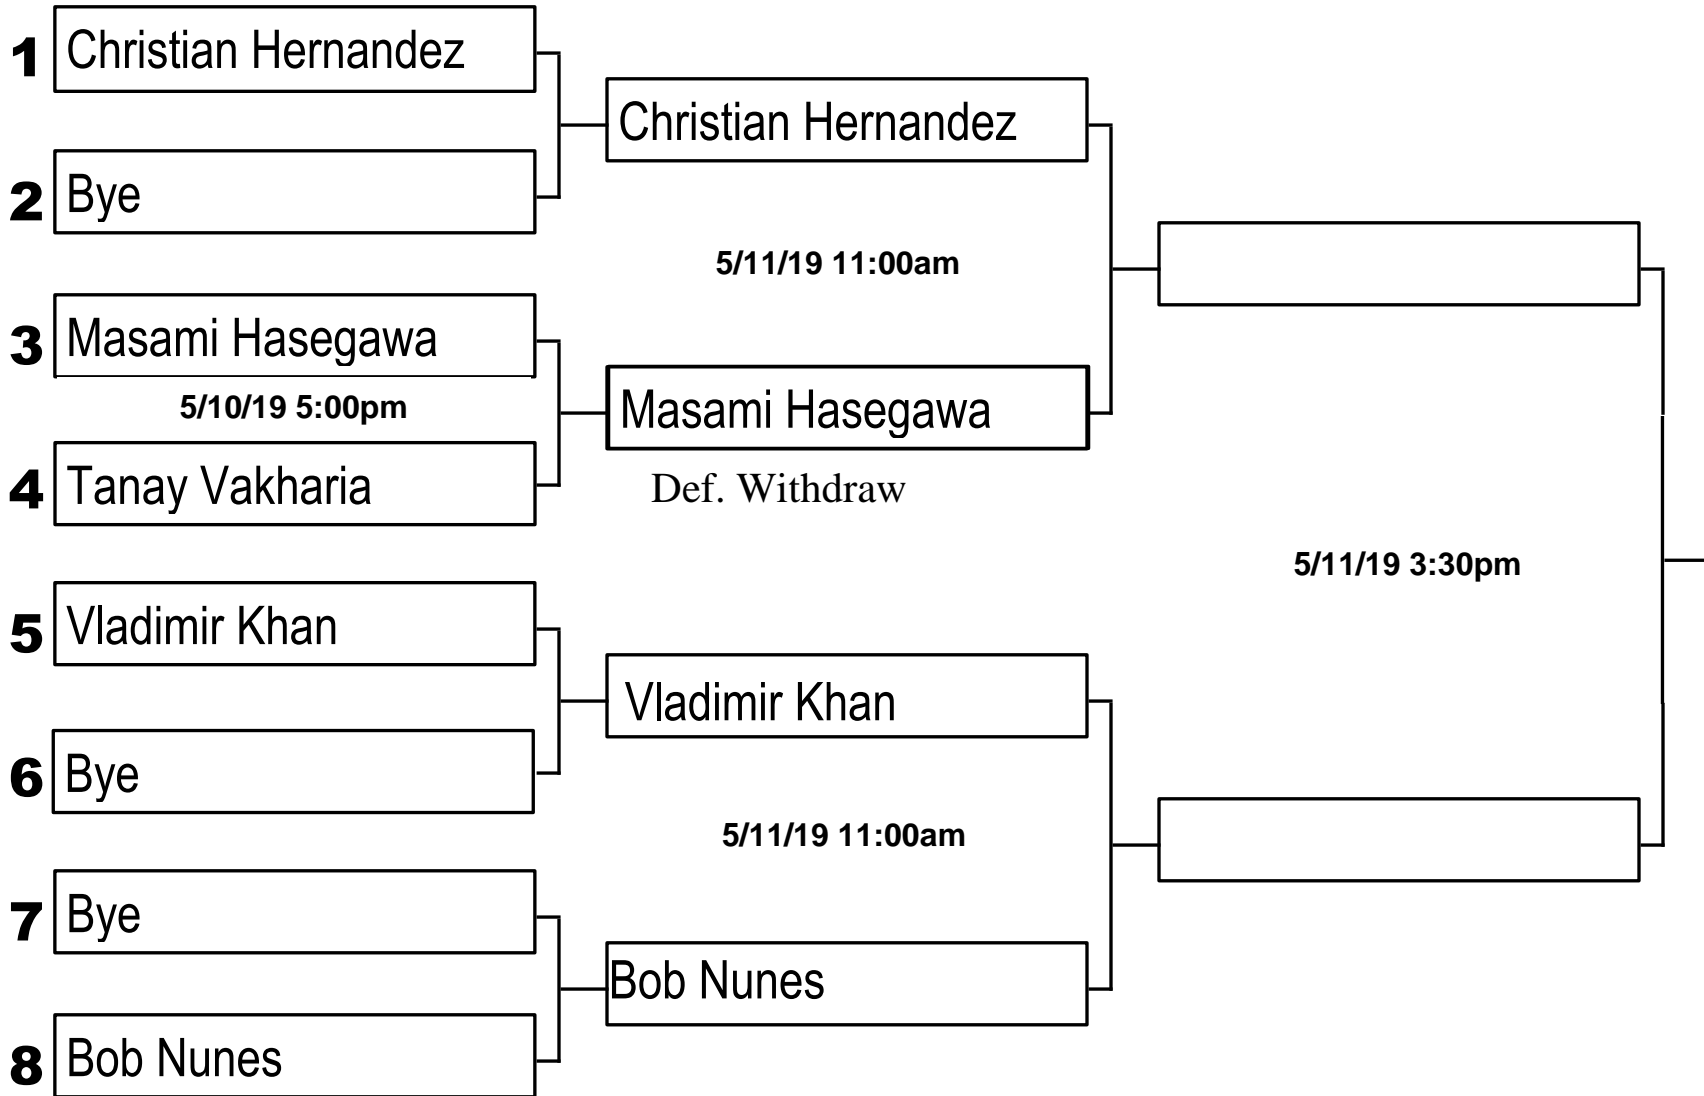 1 Christian Hernandez
Christian Hernandez
2 Bye
5/11/19 11:00am
3 Masami Hasegawa
5/10/19 5:00pm
Masami Hasegawa
4 Tanay Vakharia
Def. Withdraw
5/11/19 3:30pm
5 Vladimir Khan
Vladimir Khan
6 Bye
5/11/19 11:00am
7 Bye
Bob Nunes
8 Bob Nunes